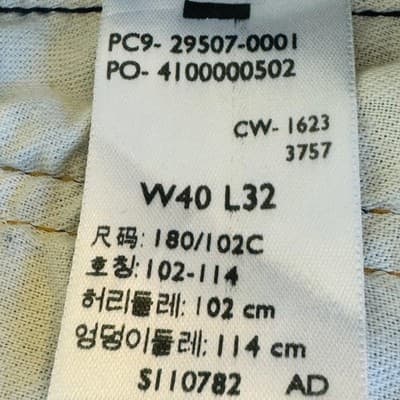 PC9- 29507-0001
PO- 4100000502
CW- 1623
3757
W40 L32
尺码: 180/102C
호칭: 102-114
허리둘레: 102 cm
엉덩이둘레: 114 cm
S110782 AD